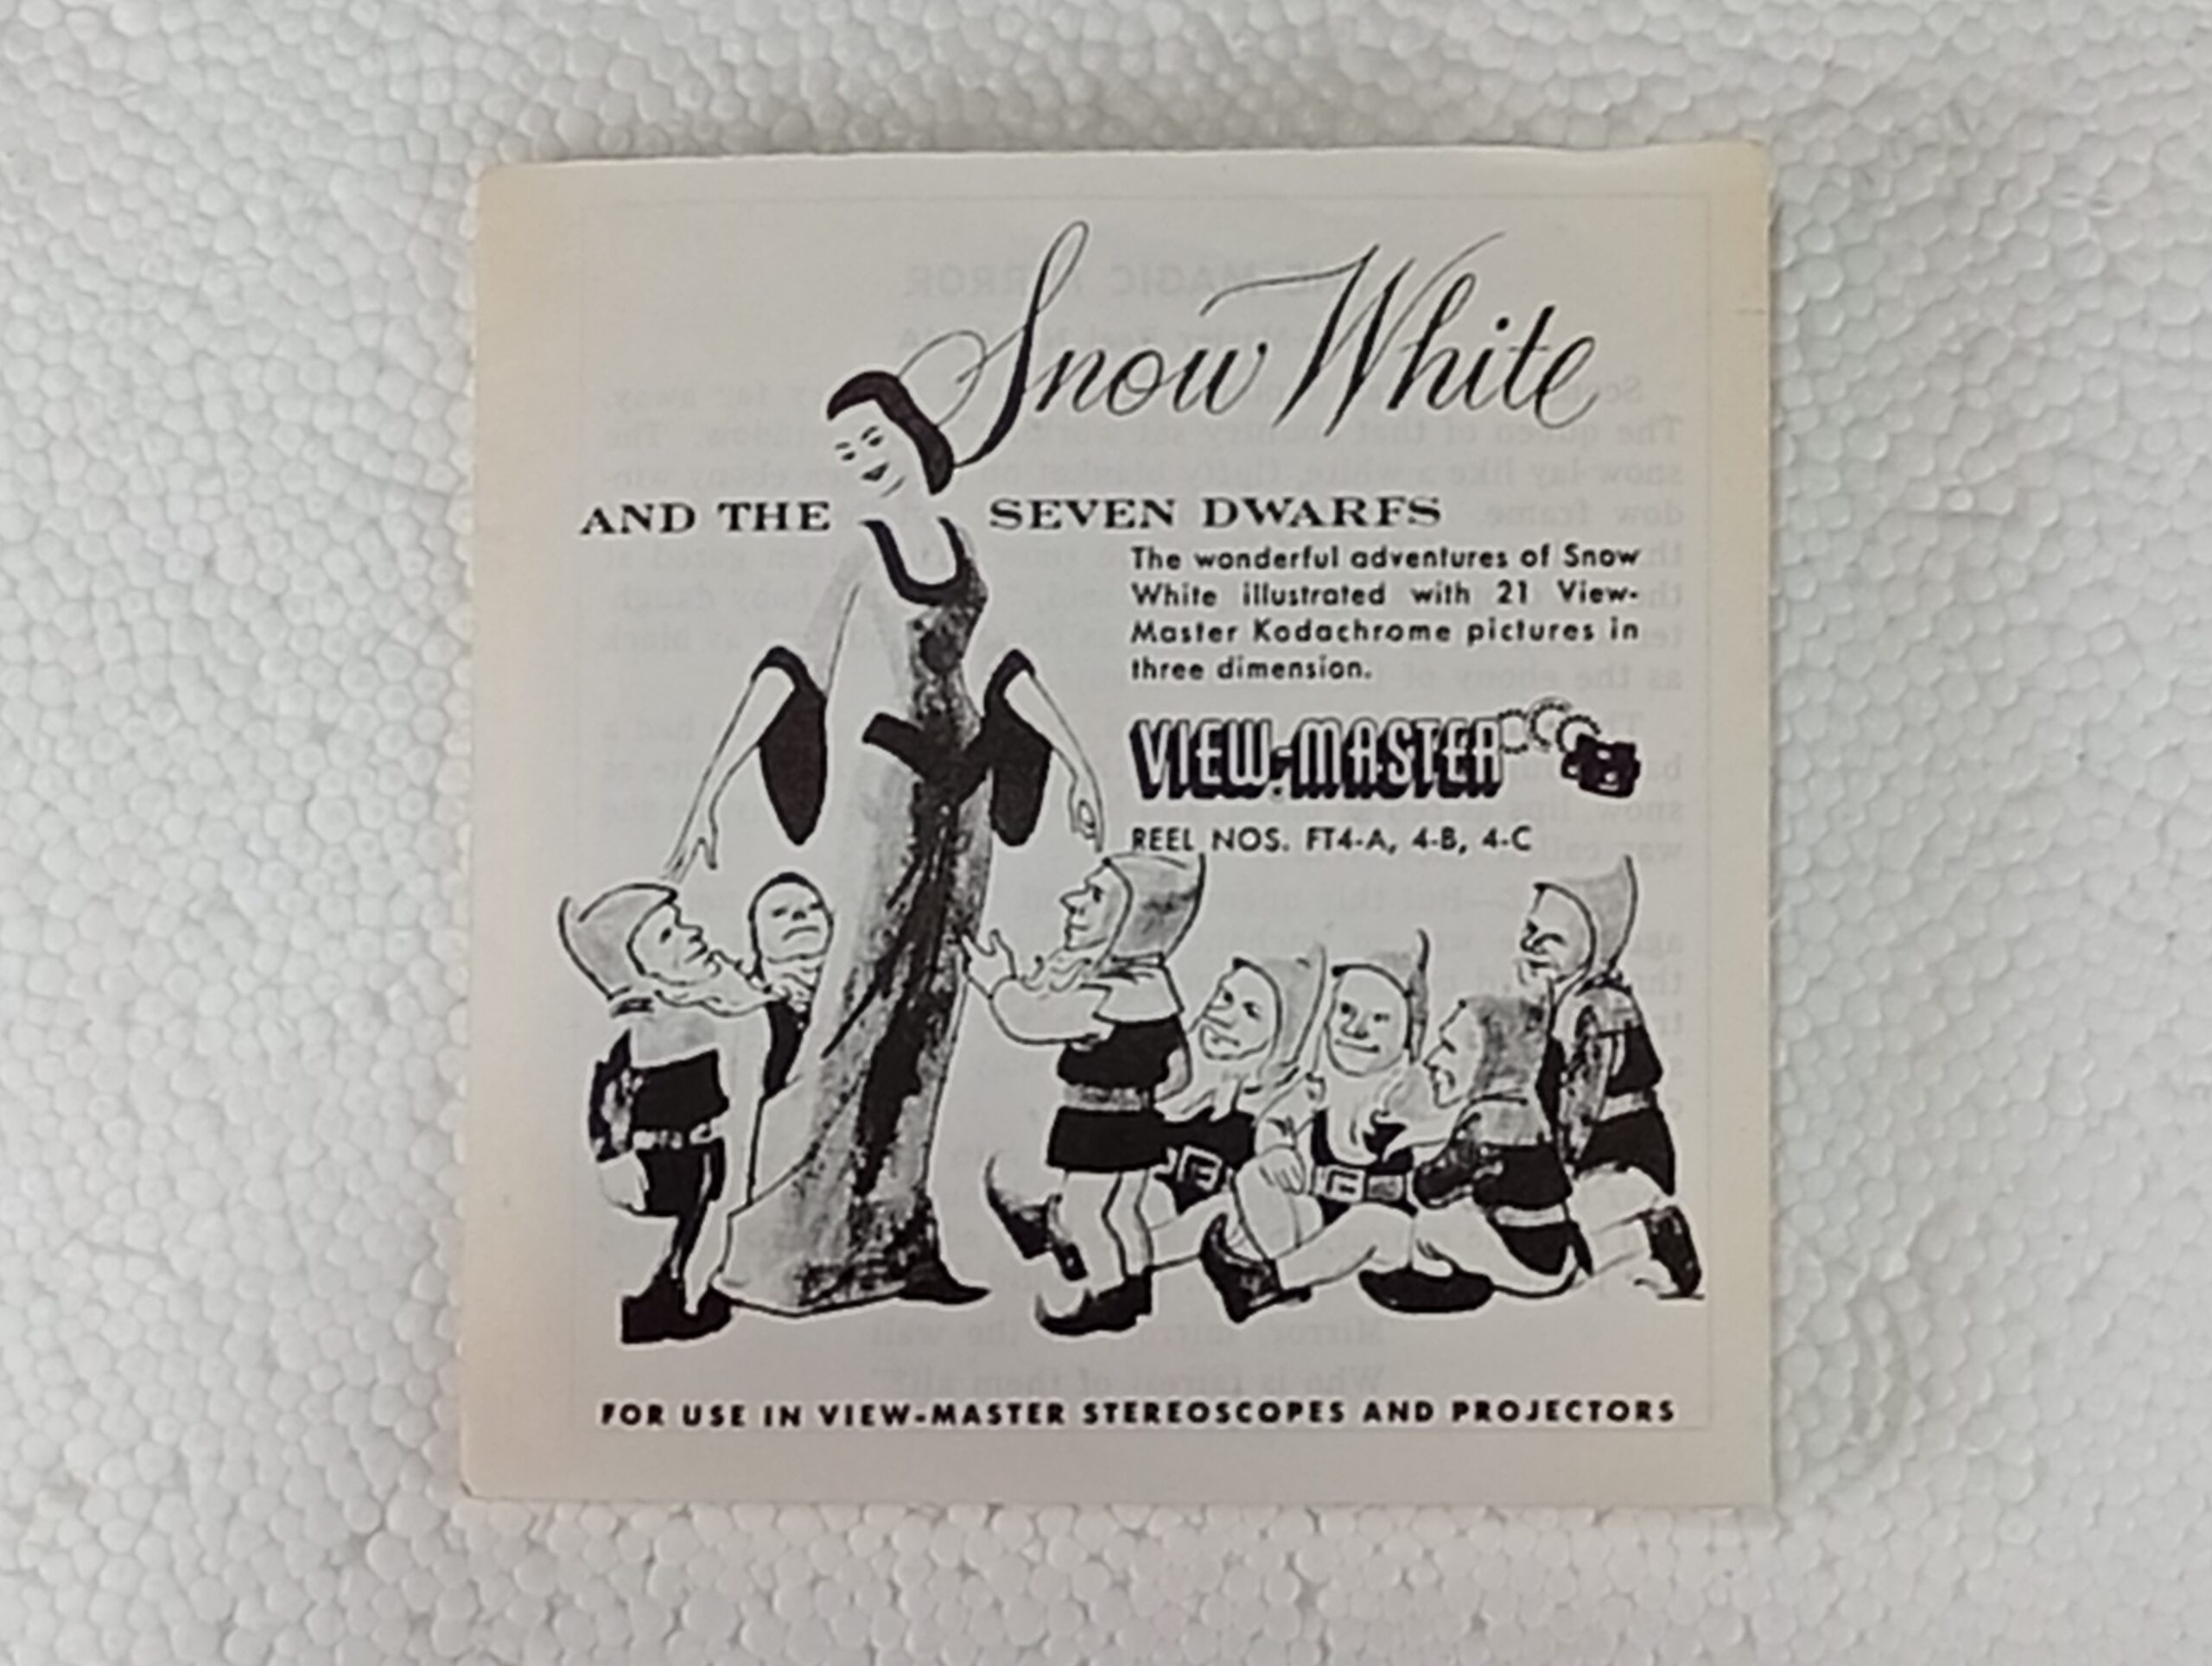 Snow White
AND THE SEVEN DWARFS
The wonderful adventures of Snow
White illustrated with 21 View-
Master Kodachrome pictures in
three dimension.
VIEW-MASTER
REEL NOS. FT4-A, 4-B, 4-C
FOR USE IN VIEW-MASTER STEREOSCOPES AND PROJECTORS